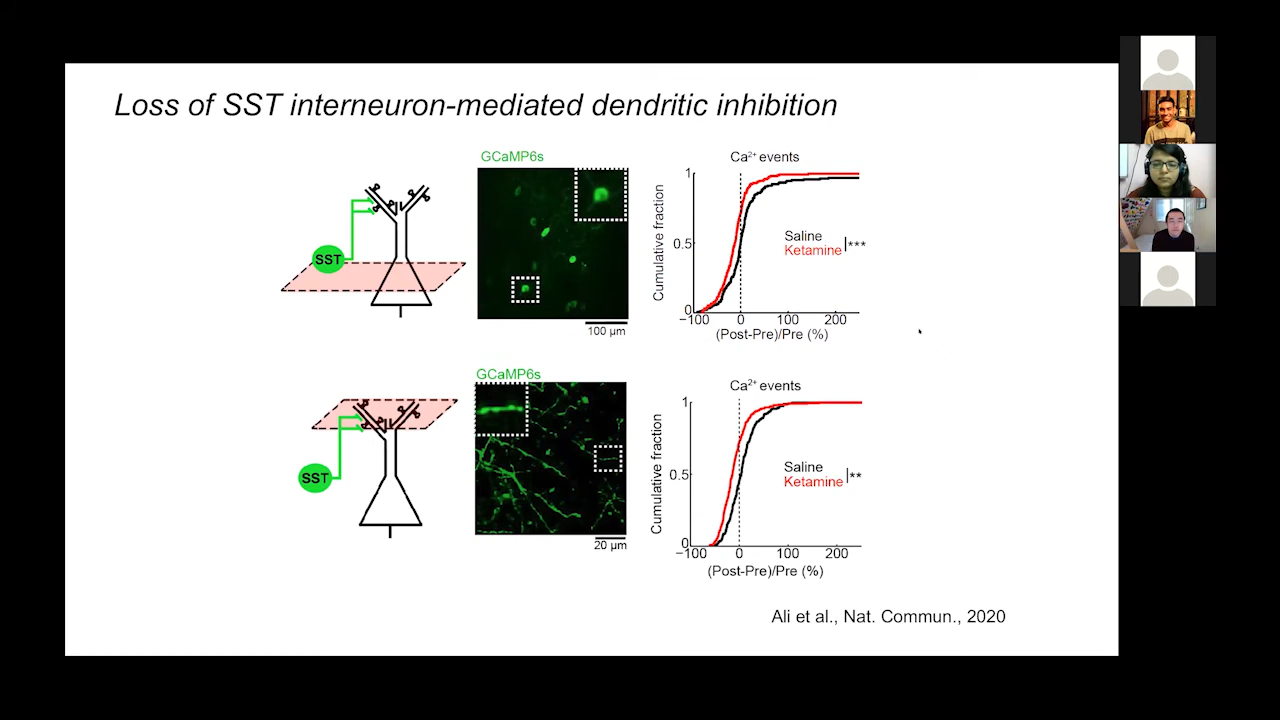 Loss of SST interneuron-mediated dendritic inhibition
SST
GCaMP6s
100 µm
Ca²⁺ events
Cumulative fraction
1
0.5
0
−100 0 100 200
(Post-Pre)/Pre (%)
Saline
Ketamine
***
SST
GCaMP6s
20 µm
Ca²⁺ events
Cumulative fraction
1
0.5
0
−100 0 100 200
(Post-Pre)/Pre (%)
Saline
Ketamine
**
Ali et al., Nat. Commun., 2020